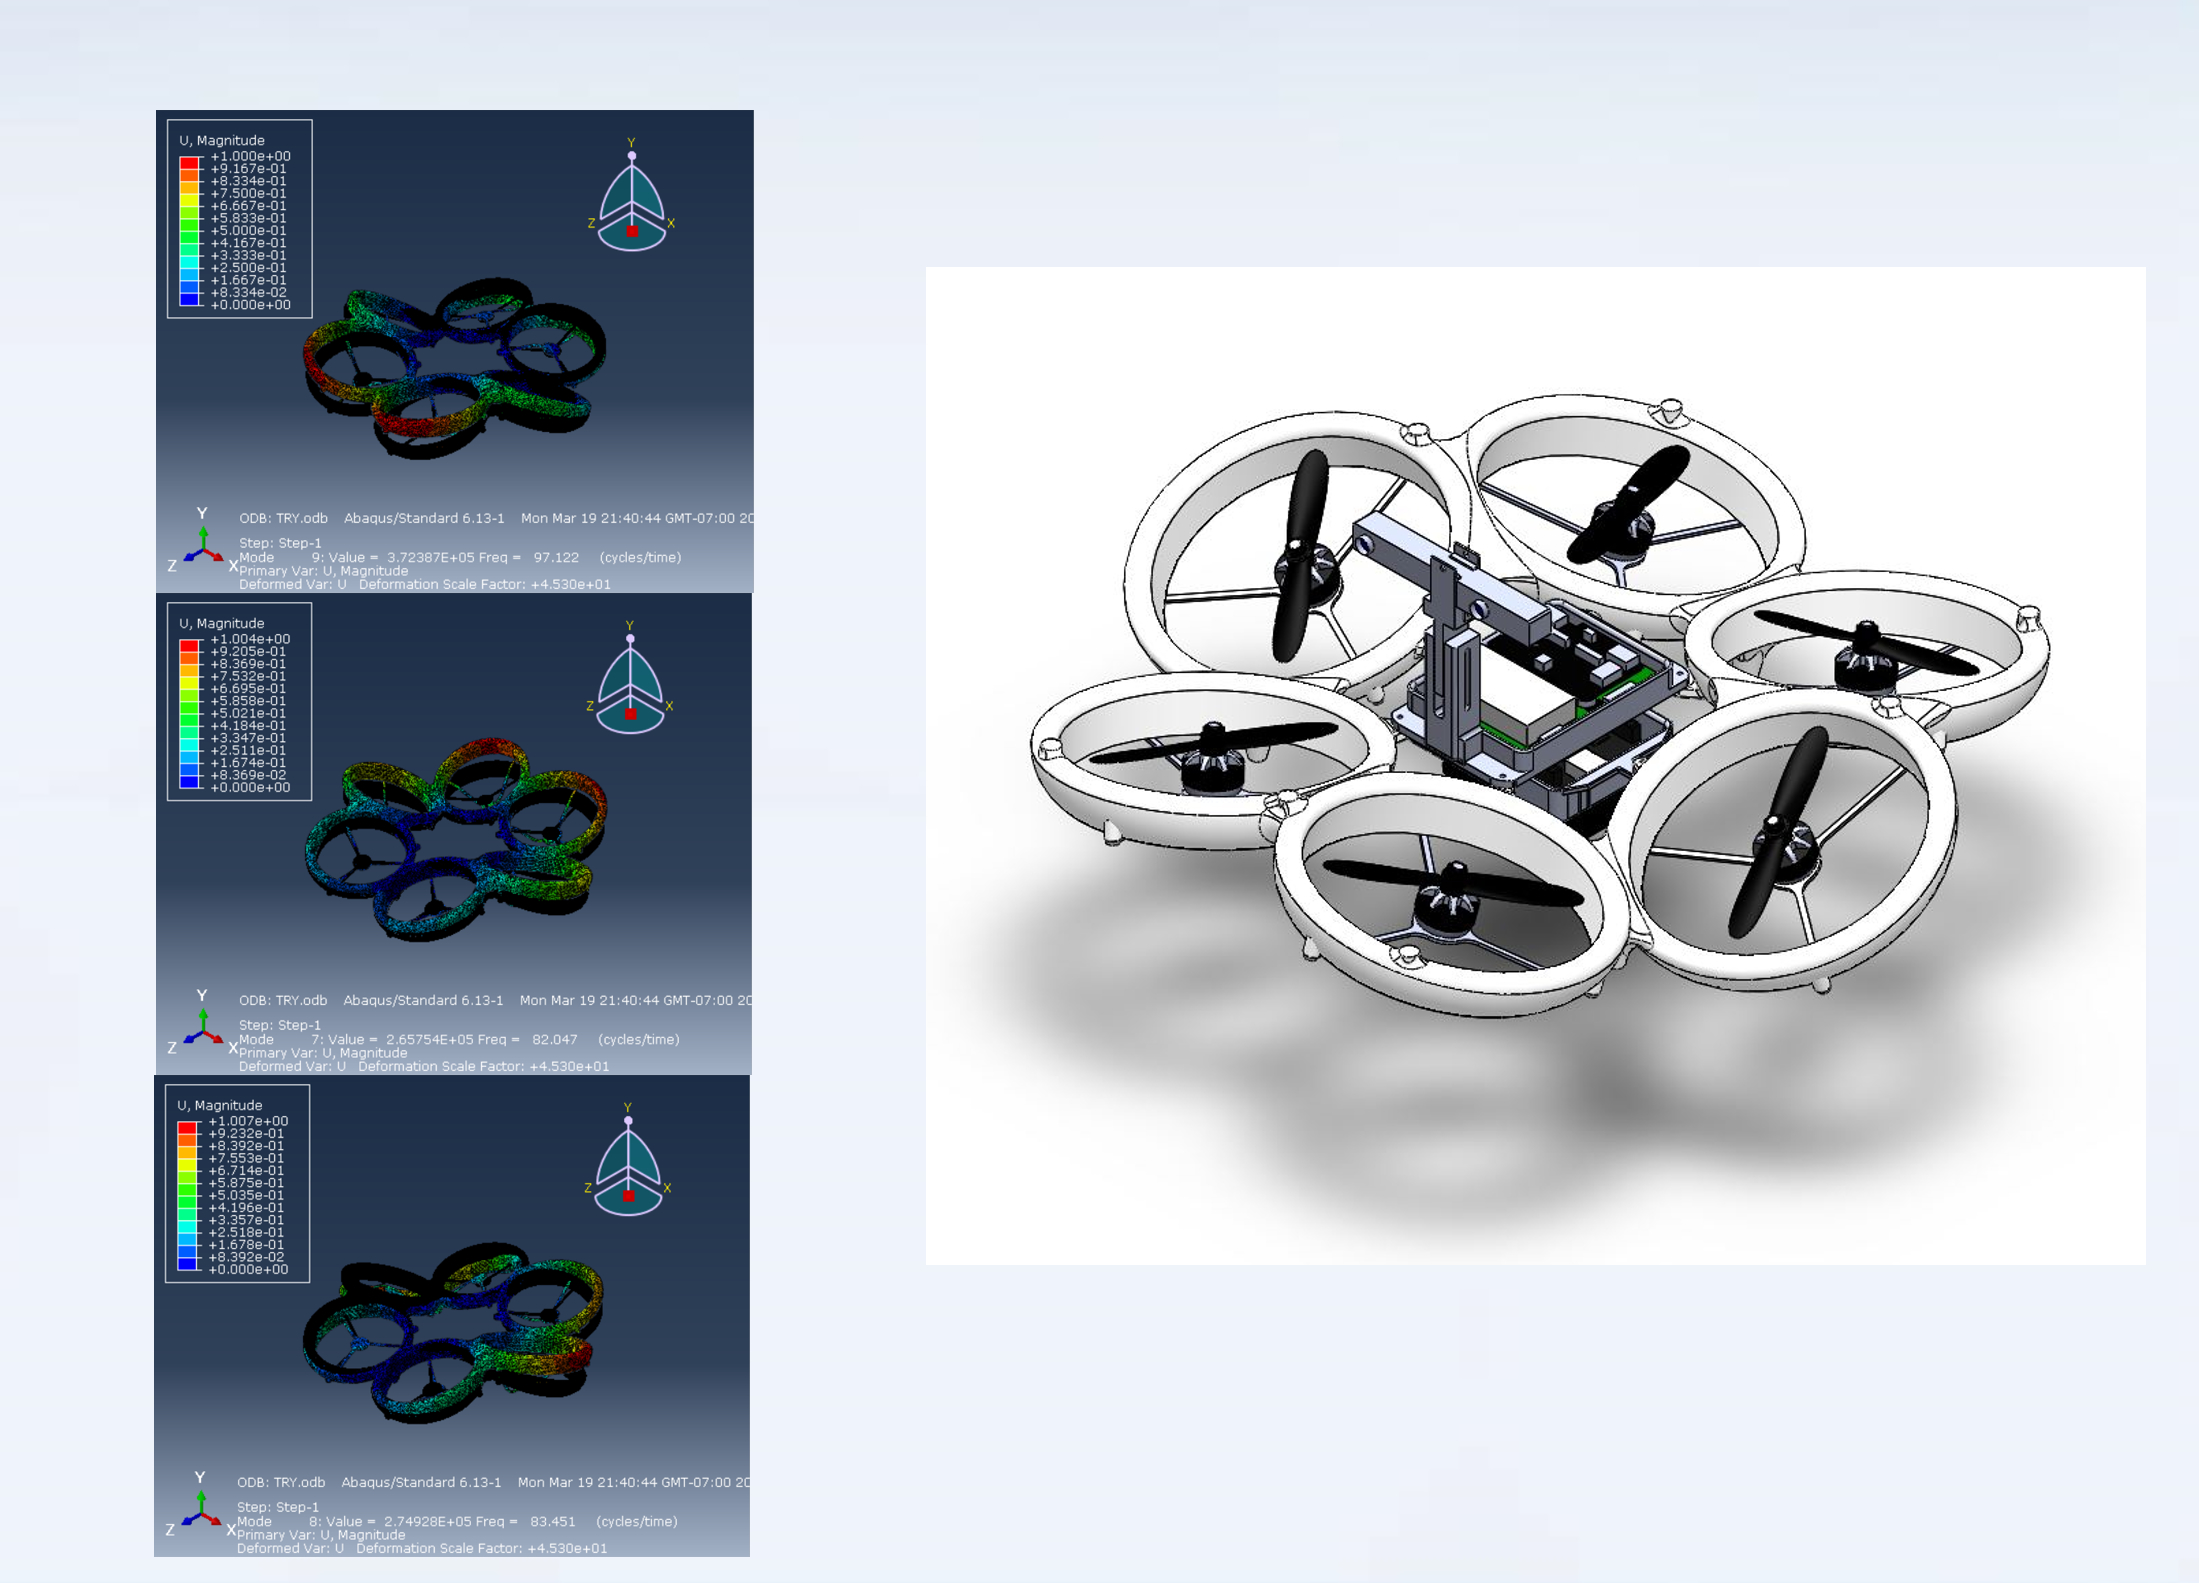 U, Magnitude
+1.000e+00
+9.167e-01
+8.334e-01
+7.500e-01
+6.667e-01
+5.833e-01
+5.000e-01
+4.167e-01
+3.333e-01
+2.500e-01
+1.667e-01
+8.334e-02
+0.000e+00
Y
Z X
Y
Z X
ODB: TRY.odb Abaqus/Standard 6.13-1 Mon Mar 19 21:40:44 GMT-07:00 20
Step: Step-1
Mode 9: Value = 3.72387E+05 Freq = 97.122 (cycles/time)
Primary Var: U, Magnitude
Deformed Var: U Deformation Scale Factor: +4.530e+01
U, Magnitude
+1.004e+00
+9.205e-01
+8.369e-01
+7.532e-01
+6.695e-01
+5.858e-01
+5.021e-01
+4.184e-01
+3.347e-01
+2.511e-01
+1.674e-01
+8.369e-02
+0.000e+00
Y
Z X
Y
Z X
ODB: TRY.odb Abaqus/Standard 6.13-1 Mon Mar 19 21:40:44 GMT-07:00 20
Step: Step-1
Mode 7: Value = 2.65754E+05 Freq = 82.047 (cycles/time)
Primary Var: U, Magnitude
Deformed Var: U Deformation Scale Factor: +4.530e+01
U, Magnitude
+1.007e+00
+9.232e-01
+8.392e-01
+7.553e-01
+6.714e-01
+5.875e-01
+5.035e-01
+4.196e-01
+3.357e-01
+2.518e-01
+1.678e-01
+8.392e-02
+0.000e+00
Y
Z X
Y
Z X
ODB: TRY.odb Abaqus/Standard 6.13-1 Mon Mar 19 21:40:44 GMT-07:00 20
Step: Step-1
Mode 8: Value = 2.74928E+05 Freq = 83.451 (cycles/time)
Primary Var: U, Magnitude
Deformed Var: U Deformation Scale Factor: +4.530e+01